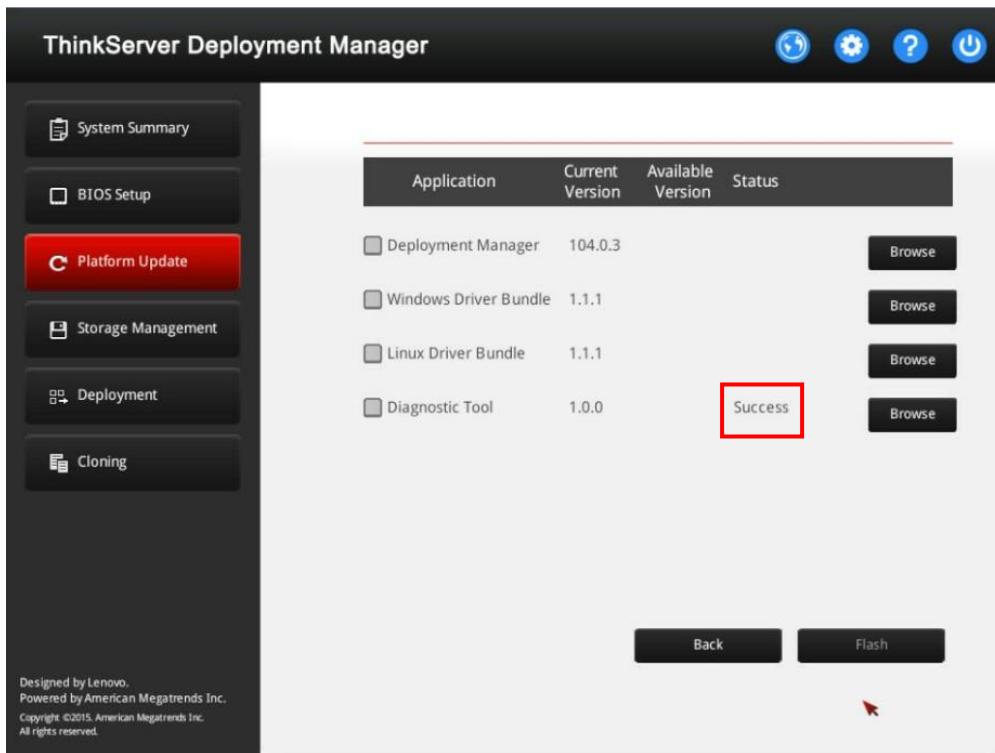 ThinkServer Deployment Manager
System Summary
BIOS Setup
Platform Update
Storage Management
Deployment
Cloning
Application Current Version Available Version Status
Deployment Manager 104.0.3 Browse
Windows Driver Bundle 1.1.1 Browse
Linux Driver Bundle 1.1.1 Browse
Diagnostic Tool 1.0.0 Success Browse
Back Flash
Designed by Lenovo.
Powered by American Megatrends Inc.
Copyright ©2015. American Megatrends Inc.
All rights reserved.